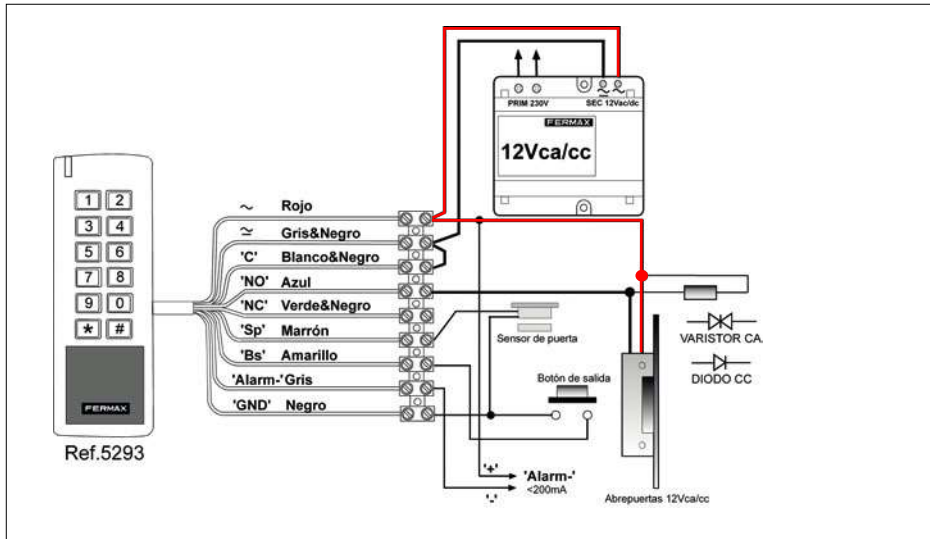 PRIM 230V
SEC 12Vac/dc
FERMAX
12Vca/cc
1 2
3 4
5 6
7 8
9 0
* #
FERMAX
Ref.5293
~ Rojo
≃ Gris&Negro
'C' Blanco&Negro
'NO' Azul
'NC' Verde&Negro
'Sp' Marrón
'Bs' Amarillo
'Alarm-' Gris
'GND' Negro
Sensor de puerta
Botón de salida
'+'
'Alarm-'
<200mA
'-'
VARISTOR CA.
DIODO CC
Abrepuertas 12Vca/cc